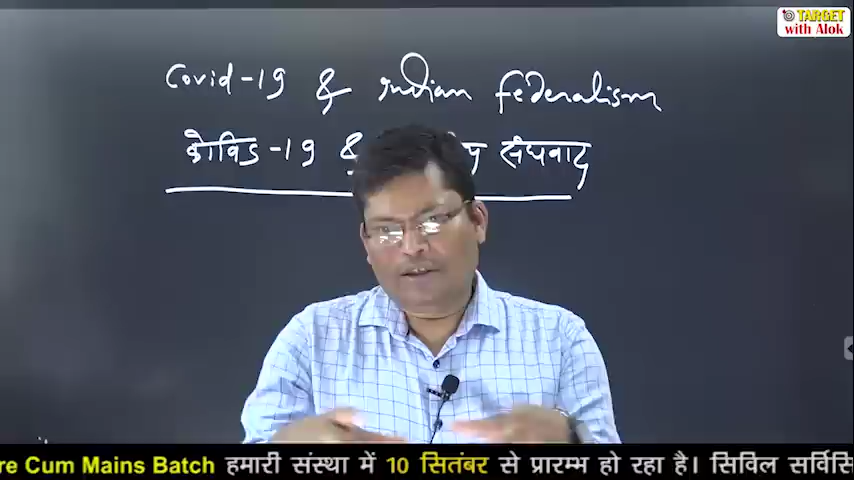 TARGET
with Alok
Covid-19 & Indian federalism
कोविड-19 & संघवाद
re Cum Mains Batch हमारी संस्था में 10 सितंबर से प्रारम्भ हो रहा है। सिविल सर्विसि